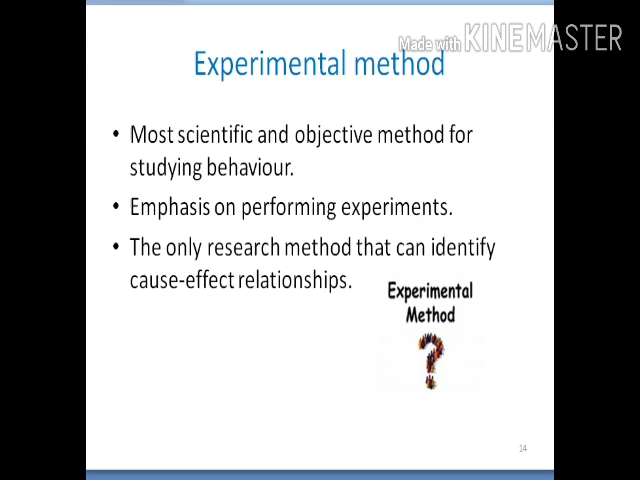 Made with KINEMASTER
Experimental method
• Most scientific and objective method for
studying behaviour.
• Emphasis on performing experiments.
• The only research method that can identify
cause-effect relationships.
Experimental
Method
?
14